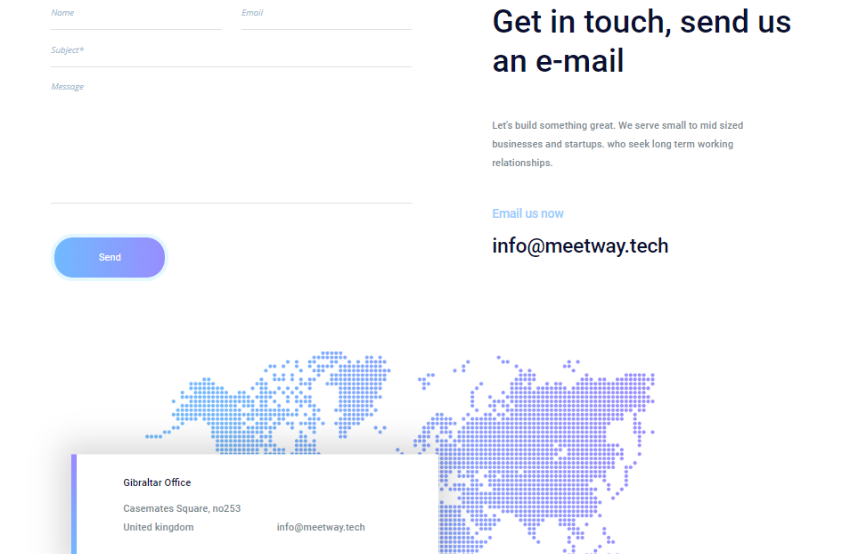 Name
Email
Subject*
Message
Send
Get in touch, send us
an e-mail
Let's build something great. We serve small to mid sized
businesses and startups. who seek long term working
relationships.
Email us now
info@meetway.tech
Gibraltar Office
Casemates Square, no253
United kingdom
info@meetway.tech